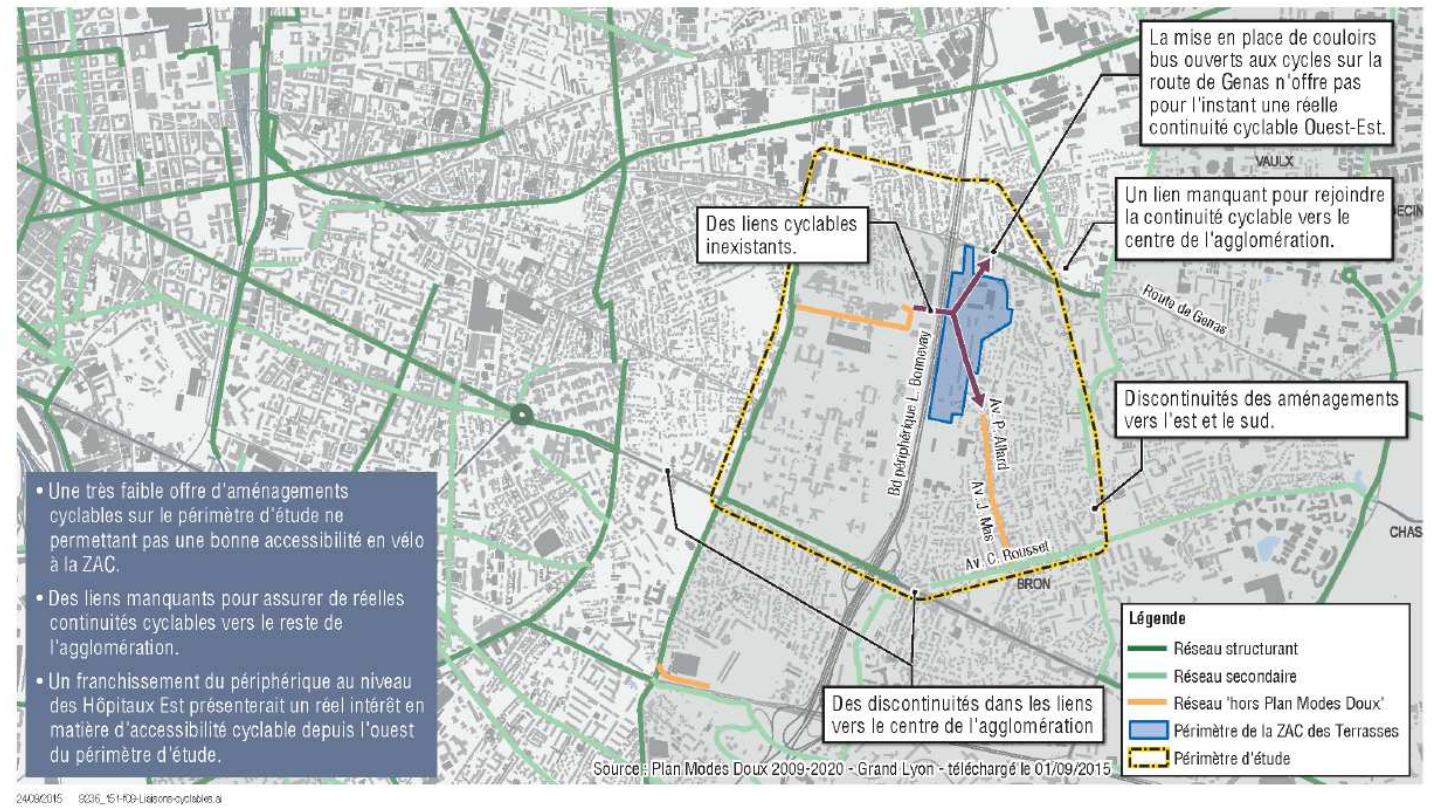 La mise en place de couloirs
bus ouverts aux cycles sur la
route de Genas n'offre pas
pour l'instant une réelle
continuité cyclable Ouest-Est.
VAULX
Un lien manquant pour rejoindre
la continuité cyclable vers le
centre de l'agglomération.
DECIN
Des liens cyclables
inexistants.
Route de Genas
Bd périphérique L. Bonnevay
Discontinuités des aménagements
vers l'est et le sud.
Av. P. Allard
Av. J. Mas
Av. C. Rousset
BRON
CHAS
• Une très faible offre d'aménagements
cyclables sur le périmètre d'étude ne
permettant pas une bonne accessibilité en vélo
à la ZAC.
• Des liens manquants pour assurer de réelles
continuités cyclables vers le reste de
l'agglomération.
• Un franchissement du périphérique au niveau
des Hôpitaux Est présenterait un réel intérêt en
matière d'accessibilité cyclable depuis l'ouest
du périmètre d'étude.
Des discontinuités dans les liens
vers le centre de l'agglomération
Légende
Réseau structurant
Réseau secondaire
Réseau 'hors Plan Modes Doux'
Périmètre de la ZAC des Terrasses
Périmètre d'étude
Source : Plan Modes Doux 2009-2020 - Grand Lyon - téléchargé le 01/09/2015
24/09/2015 9236_151-f09-Liaisons-cyclables.ai